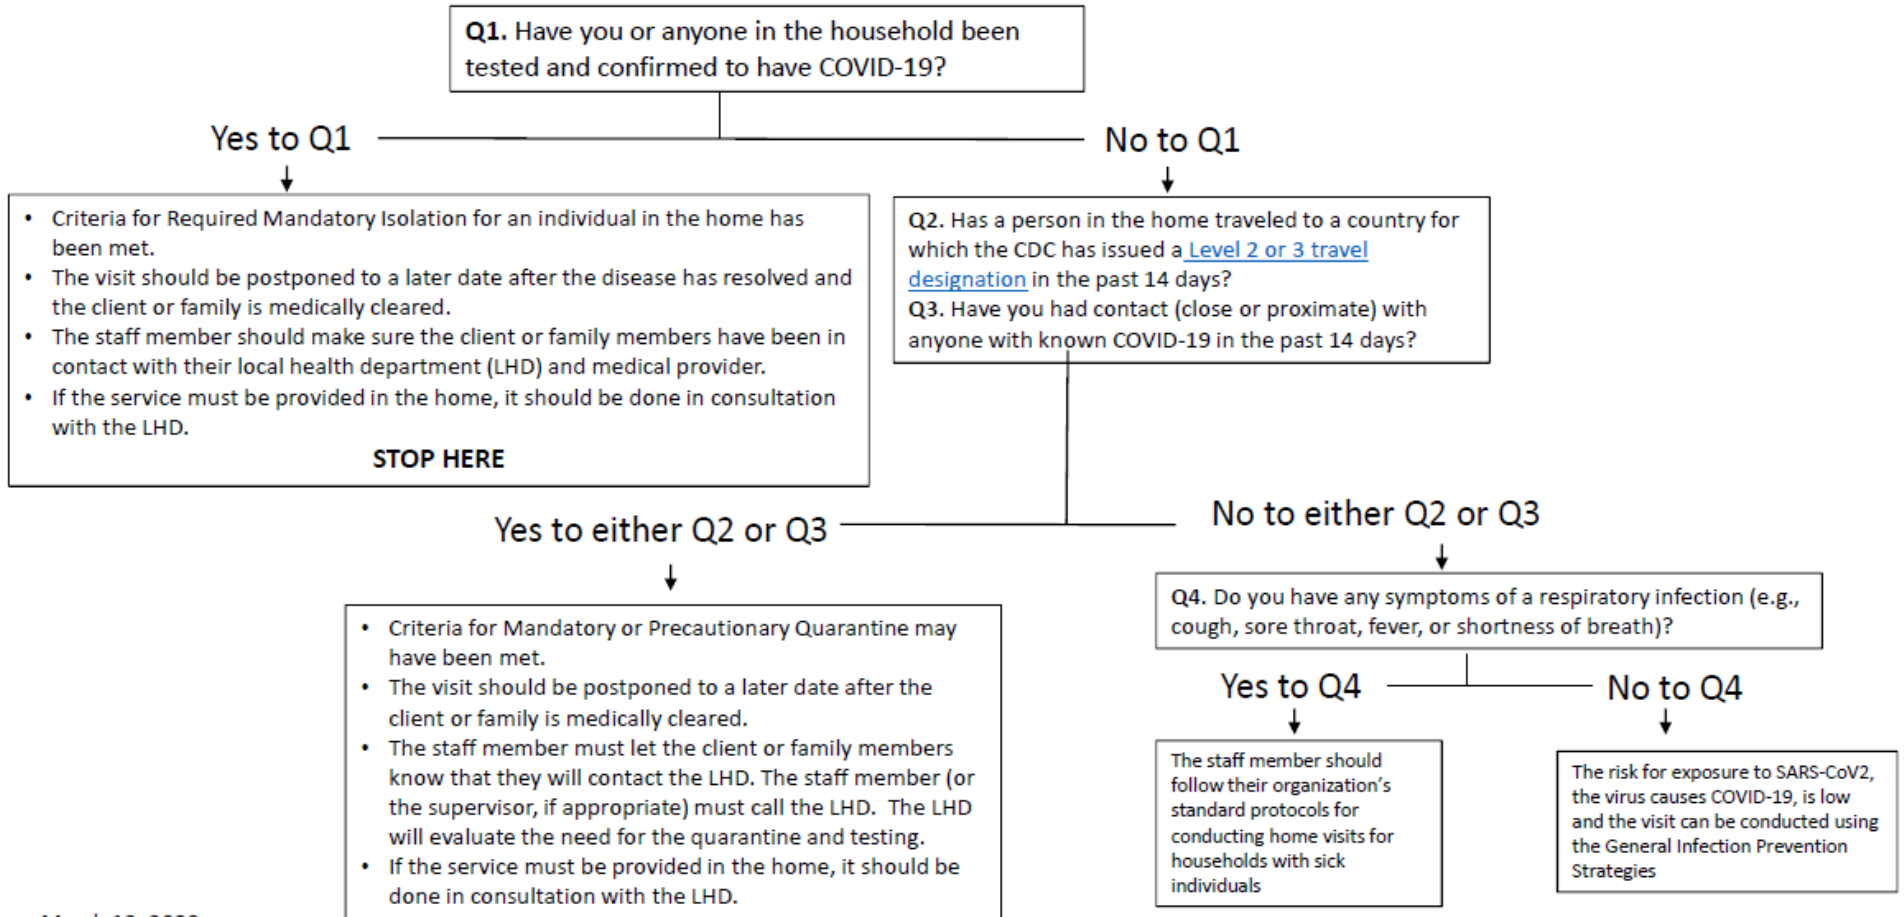 Q1. Have you or anyone in the household been
tested and confirmed to have COVID-19?
Yes to Q1
No to Q1
• Criteria for Required Mandatory Isolation for an individual in the home has
been met.
• The visit should be postponed to a later date after the disease has resolved and
the client or family is medically cleared.
• The staff member should make sure the client or family members have been in
contact with their local health department (LHD) and medical provider.
• If the service must be provided in the home, it should be done in consultation
with the LHD.
STOP HERE
Q2. Has a person in the home traveled to a country for
which the CDC has issued a Level 2 or 3 travel
designation in the past 14 days?
Q3. Have you had contact (close or proximate) with
anyone with known COVID-19 in the past 14 days?
Yes to either Q2 or Q3
No to either Q2 or Q3
• Criteria for Mandatory or Precautionary Quarantine may
have been met.
• The visit should be postponed to a later date after the
client or family is medically cleared.
• The staff member must let the client or family members
know that they will contact the LHD. The staff member (or
the supervisor, if appropriate) must call the LHD. The LHD
will evaluate the need for the quarantine and testing.
• If the service must be provided in the home, it should be
done in consultation with the LHD.
Q4. Do you have any symptoms of a respiratory infection (e.g.,
cough, sore throat, fever, or shortness of breath)?
Yes to Q4
No to Q4
The staff member should
follow their organization's
standard protocols for
conducting home visits for
households with sick
individuals
The risk for exposure to SARS-CoV2,
the virus causes COVID-19, is low
and the visit can be conducted using
the General Infection Prevention
Strategies